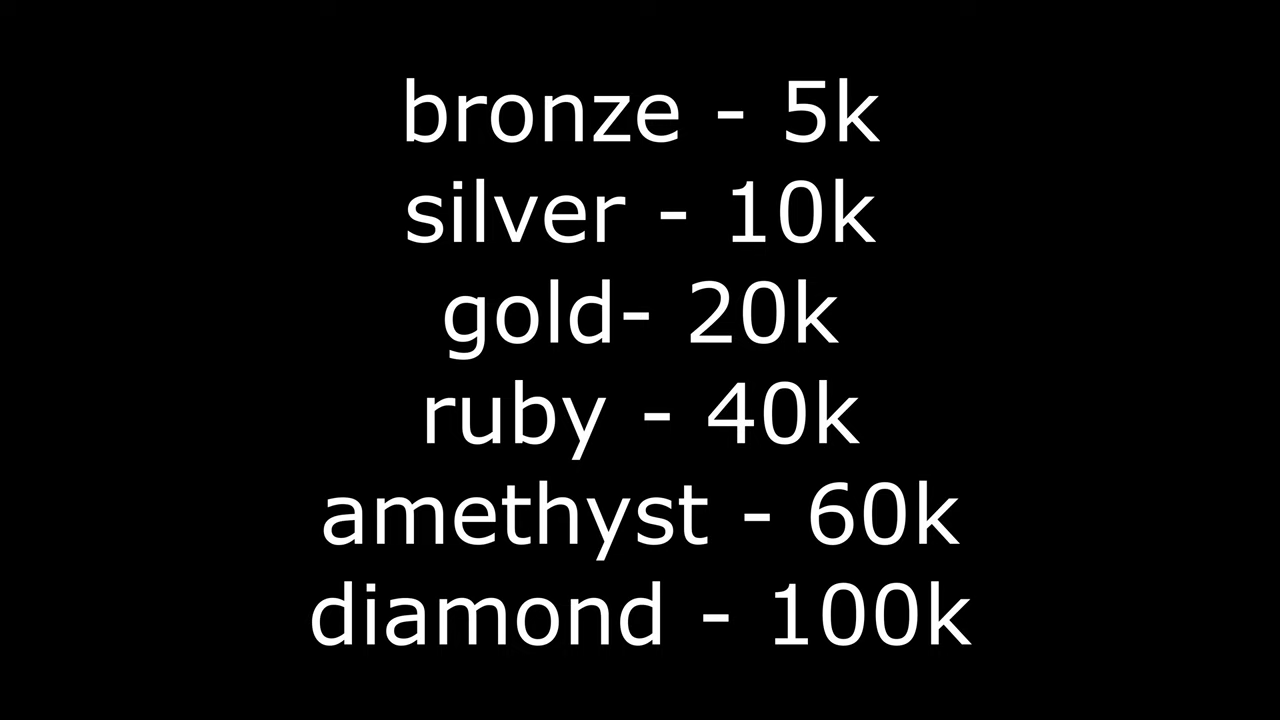 bronze - 5k
silver - 10k
gold- 20k
ruby - 40k
amethyst - 60k
diamond - 100k